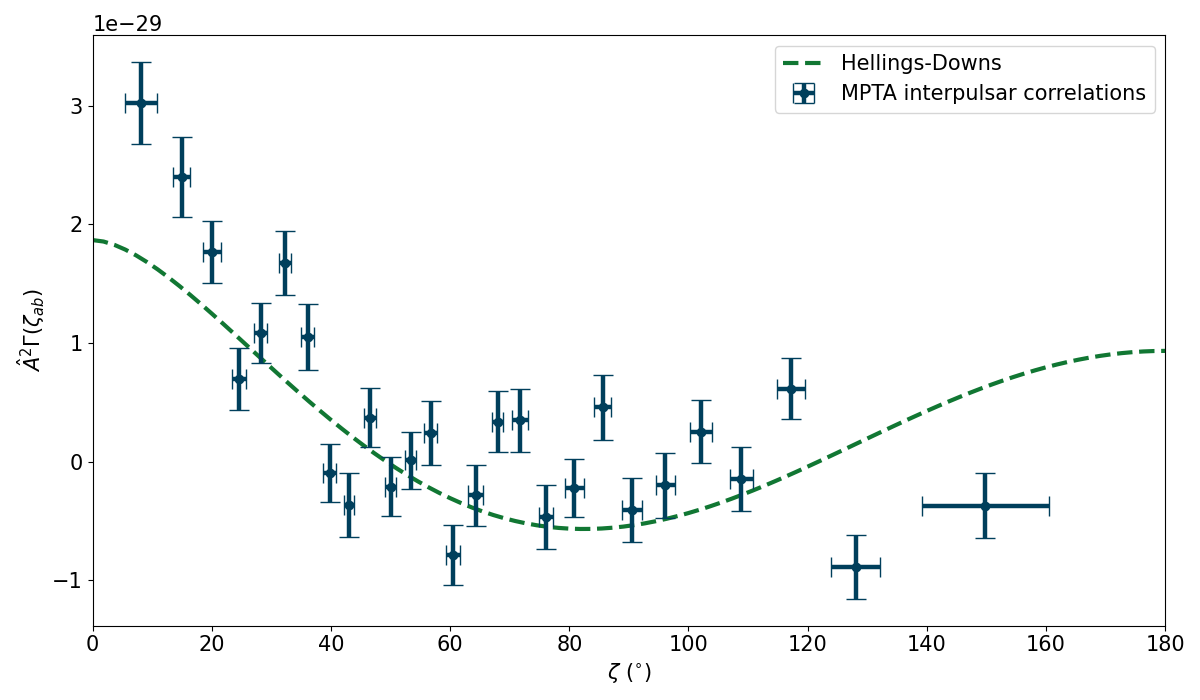 1e−29
Hellings-Downs
MPTA interpulsar correlations
3
2
1
0
−1
Â²Γ(ζ_ab)
0 20 40 60 80 100 120 140 160 180
ζ (°)